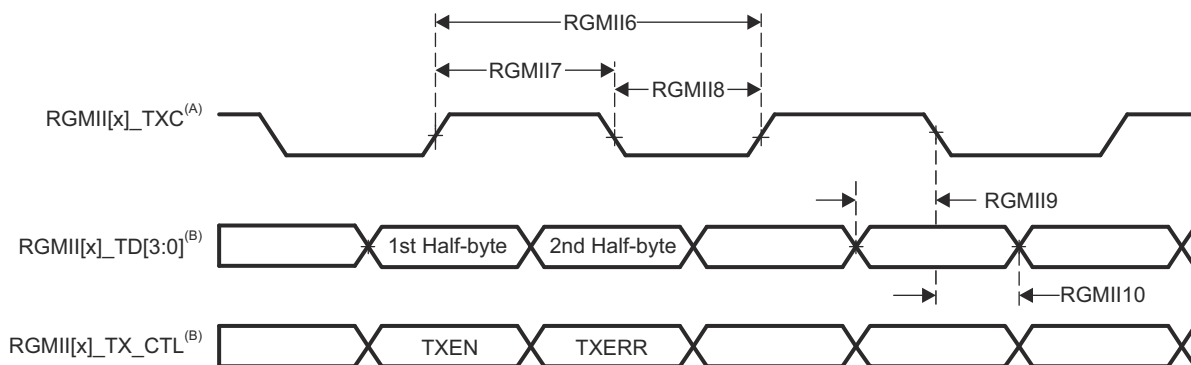 RGMII6
RGMII7
RGMII8
RGMII[x]_TXC(A)
RGMII9
RGMII[x]_TD[3:0](B)
1st Half-byte
2nd Half-byte
RGMII10
RGMII[x]_TX_CTL(B)
TXEN
TXERR